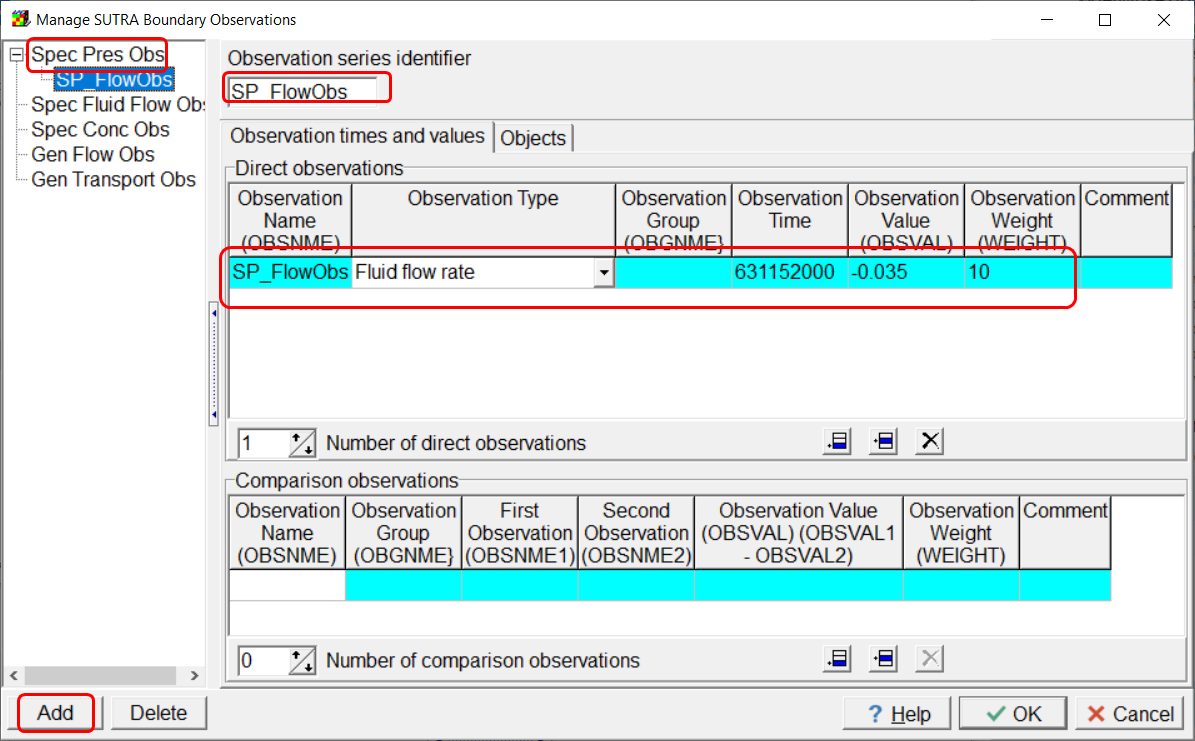 Manage SUTRA Boundary Observations
Spec Pres Obs
SP_FlowObs
Spec Fluid Flow Obs
Spec Conc Obs
Gen Flow Obs
Gen Transport Obs
Observation series identifier
SP_FlowObs
Observation times and values
Objects
Direct observations
Observation Name (OBSNME)
Observation Type
Observation Group (OBGNME}
Observation Time
Observation Value (OBSVAL)
Observation Weight (WEIGHT)
Comment
SP_FlowObs Fluid flow rate 631152000 -0.035 10
1 Number of direct observations
Comparison observations
Observation Name (OBSNME)
Observation Group (OBGNME}
First Observation (OBSNME1)
Second Observation (OBSNME2)
Observation Value (OBSVAL) (OBSVAL1 - OBSVAL2)
Observation Weight (WEIGHT)
Comment
0 Number of comparison observations
Add
Delete
? Help
OK
Cancel